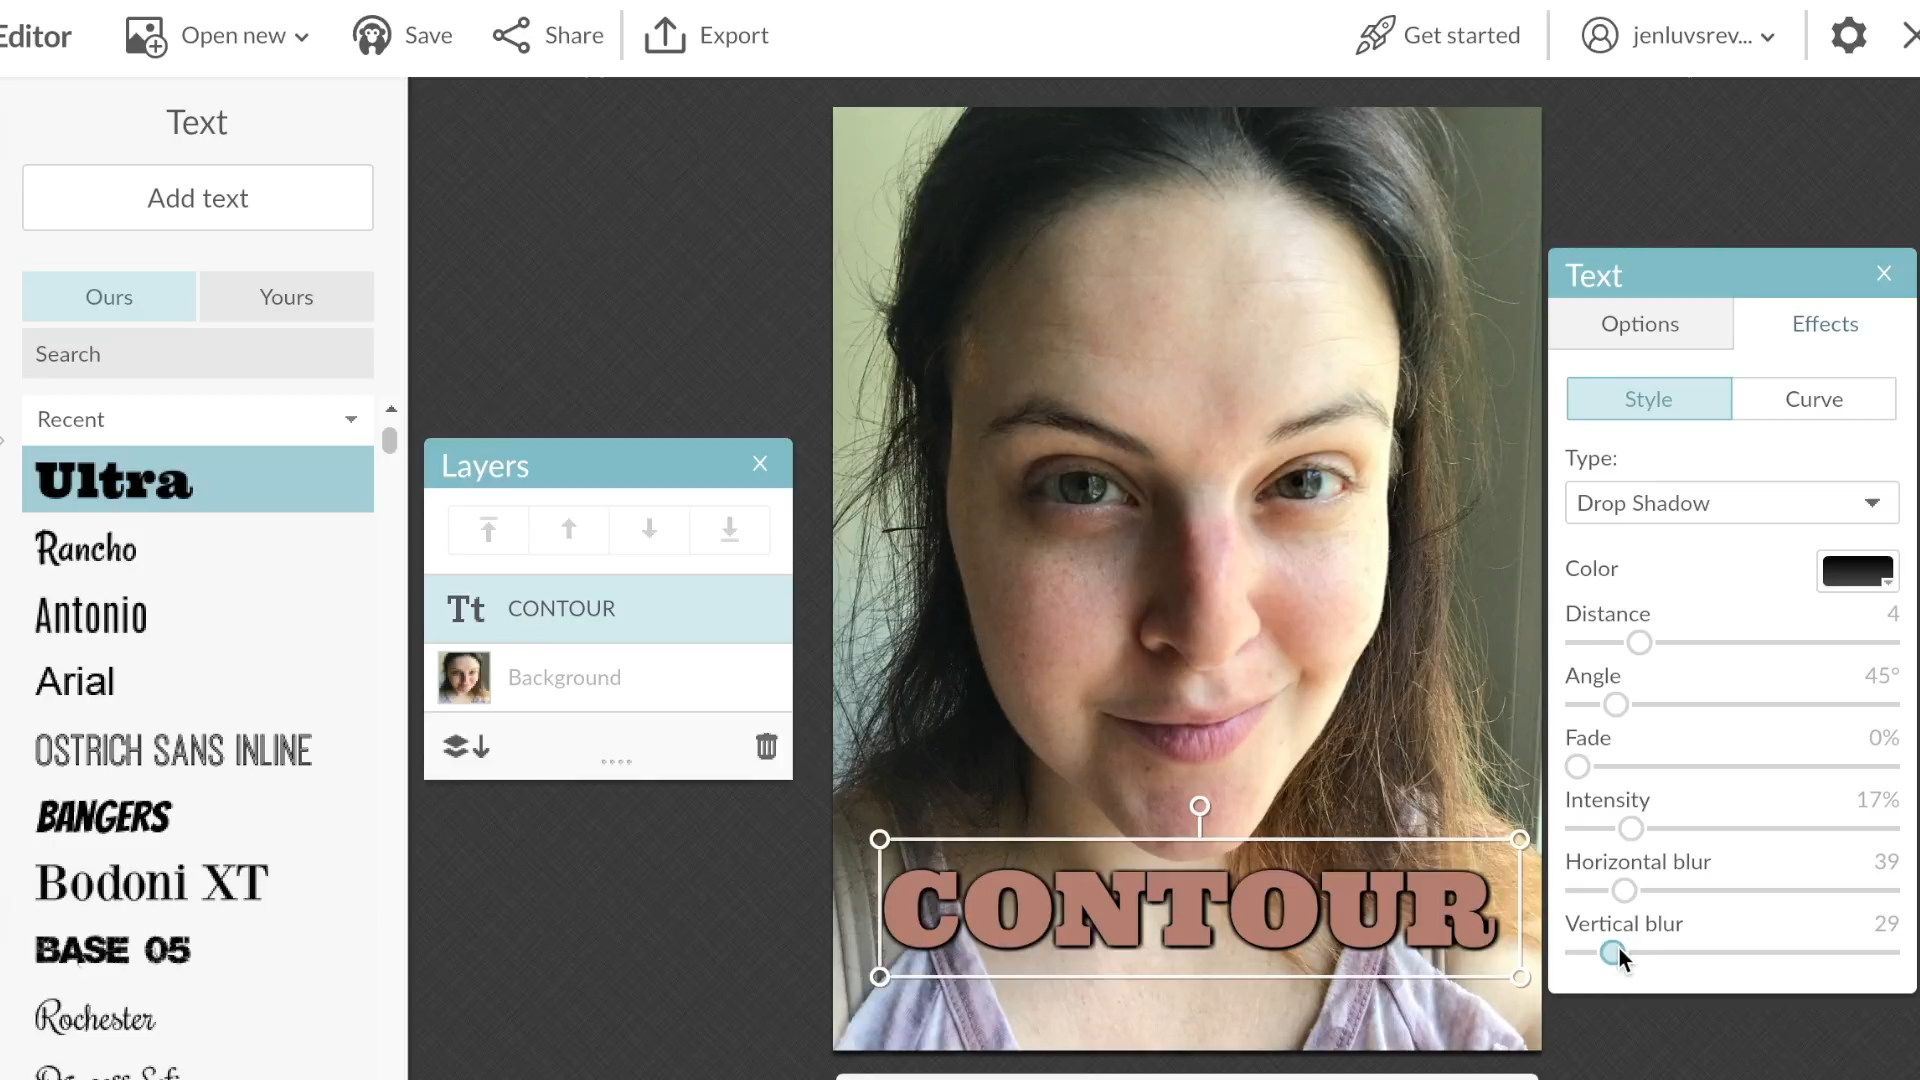 Editor
Open new
Save
Share
Export
Get started
jenluvsrev...
Text
Add text
Ours
Yours
Search
Recent
Ultra
Rancho
Antonio
Arial
OSTRICH SANS INLINE
BANGERS
Bodoni XT
BASE 05
Rochester
Layers
Tt CONTOUR
Background
CONTOUR
Text
Options
Effects
Style
Curve
Type:
Drop Shadow
Color
Distance 4
Angle 45°
Fade 0%
Intensity 17%
Horizontal blur 39
Vertical blur 29